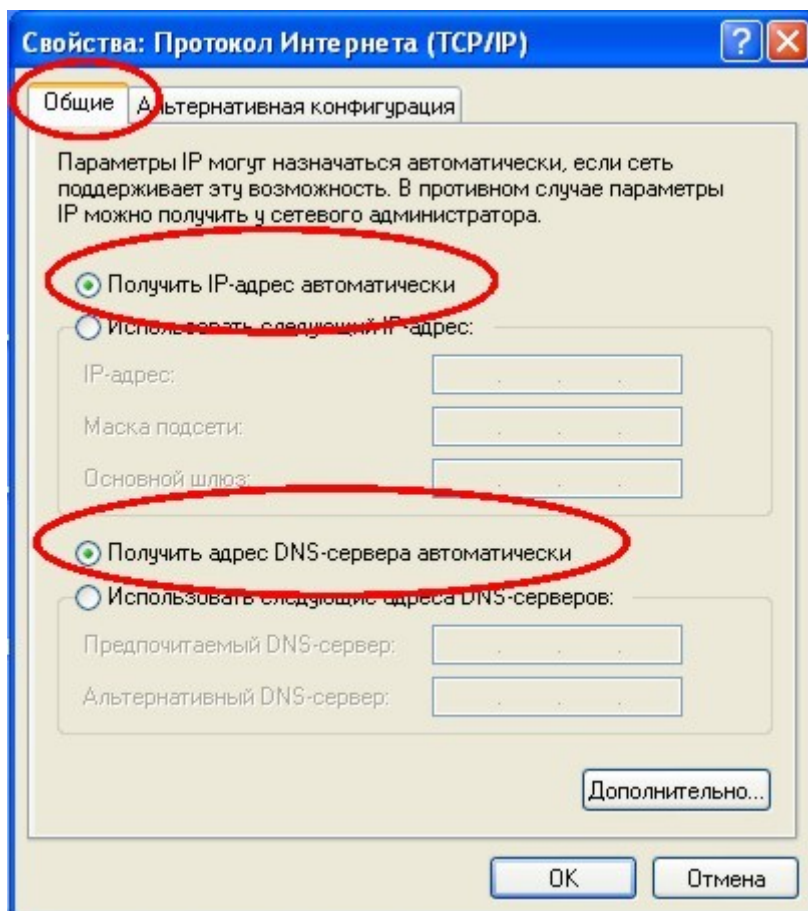 Свойства: Протокол Интернета (TCP/IP)
Общие
Альтернативная конфигурация
Параметры IP могут назначаться автоматически, если сеть
поддерживает эту возможность. В противном случае параметры
IP можно получить у сетевого администратора.
Получить IP-адрес автоматически
Использовать следующий IP-адрес:
IP-адрес:
Маска подсети:
Основной шлюз:
Получить адрес DNS-сервера автоматически
Использовать следующие адреса DNS-серверов:
Предпочитаемый DNS-сервер:
Альтернативный DNS-сервер:
Дополнительно...
OK
Отмена